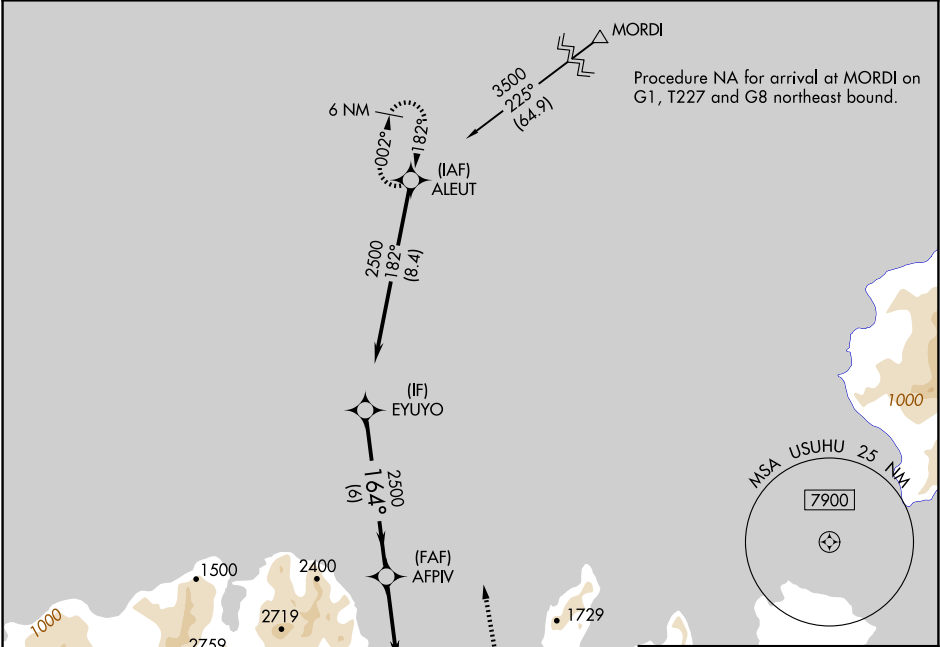 MORDI
3500
225°
(64.9)
Procedure NA for arrival at MORDI on
G1, T227 and G8 northeast bound.
6 NM
002°
182°
(IAF)
ALEUT
2500
182°
(8.4)
(IF)
EYUYO
2500
164°
(6)
(FAF)
AFPIV
1000
MSA USUHU 25 NM
7900
1500
2400
2719
2759
1000
1729